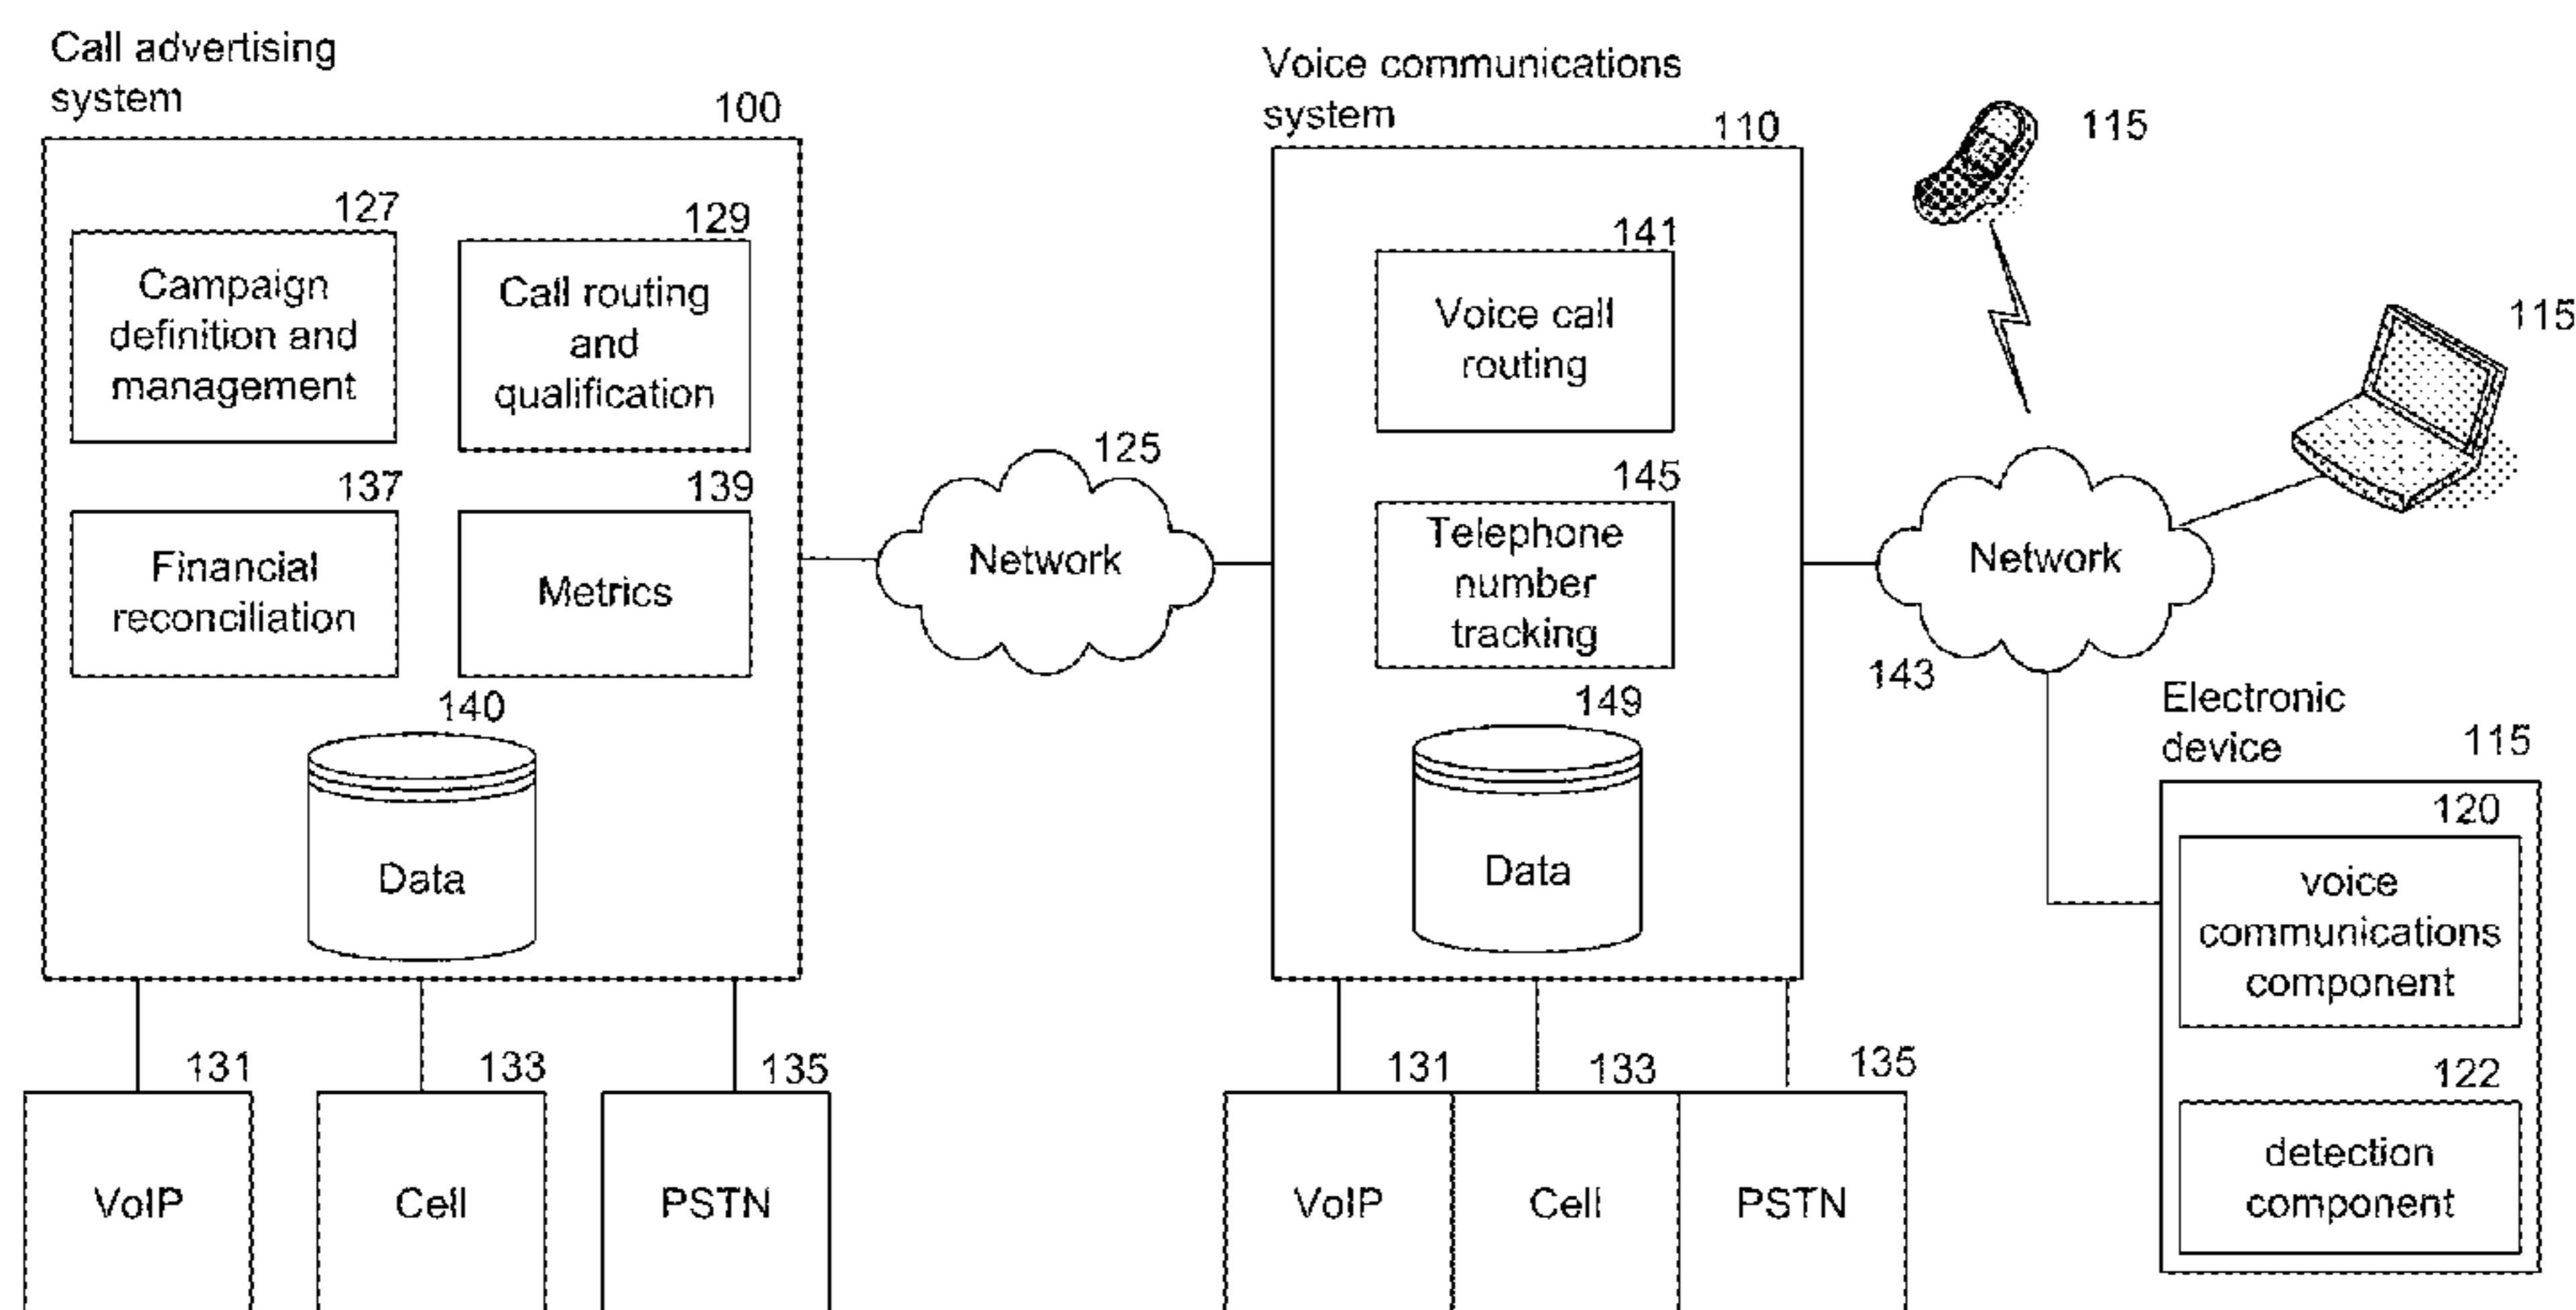 Call advertising
system
100
127
Campaign
definition and
management
129
Call routing
and
qualification
137
Financial
reconciliation
139
Metrics
140
Data
131
VoIP
133
Cell
135
PSTN
125
Network
Voice communications
system
110
141
Voice call
routing
145
Telephone
number
tracking
149
Data
131
VoIP
133
Cell
135
PSTN
115
115
Network
143
Electronic
device
115
120
voice
communications
component
122
detection
component